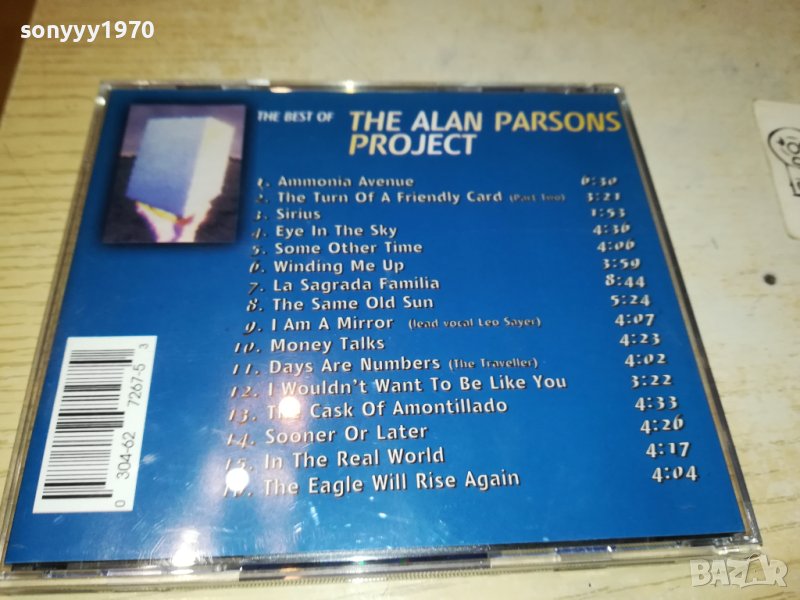 sonyyy1970
THE BEST OF THE ALAN PARSONS
PROJECT
1. Ammonia Avenue 6:30
2. The Turn Of A Friendly Card (Part Two) 3:21
3. Sirius 1:53
4. Eye In The Sky 4:36
5. Some Other Time 4:06
6. Winding Me Up 3:59
7. La Sagrada Familia 8:44
8. The Same Old Sun 5:24
9. I Am A Mirror (lead vocal Leo Sayer) 4:07
10. Money Talks 4:23
11. Days Are Numbers (The Traveller) 4:02
12. I Wouldn't Want To Be Like You 3:22
13. The Cask Of Amontillado 4:33
14. Sooner Or Later 4:26
15. In The Real World 4:17
16. The Eagle Will Rise Again 4:04
0 304-62 7267-5 3
BAZAR